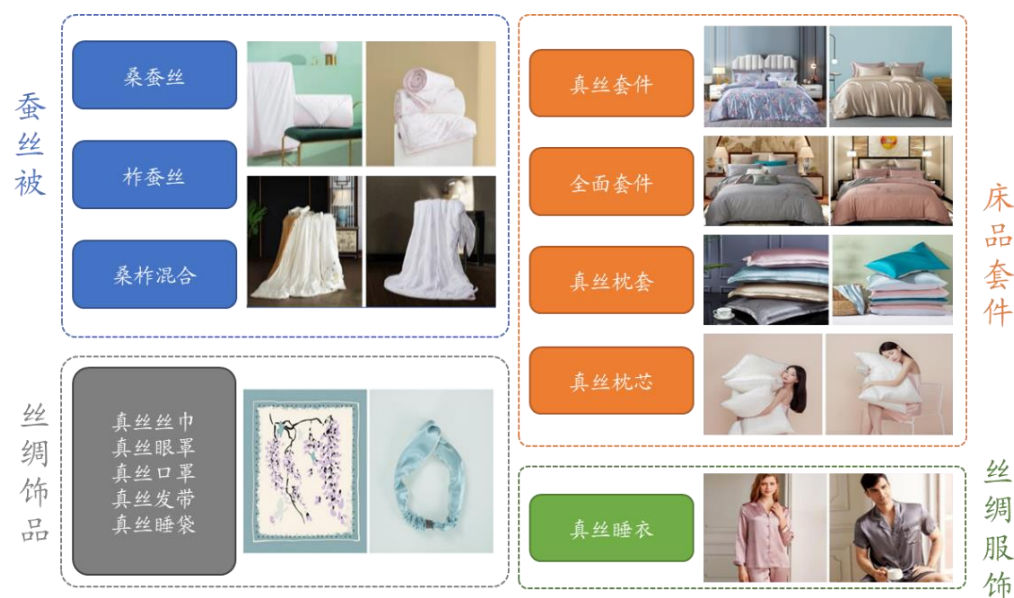 蚕丝被
桑蚕丝
柞蚕丝
桑柞混合
床品套件
真丝套件
全面套件
真丝枕套
真丝枕芯
丝绸饰品
真丝丝巾
真丝眼罩
真丝口罩
真丝发带
真丝睡袋
丝绸服饰
真丝睡衣